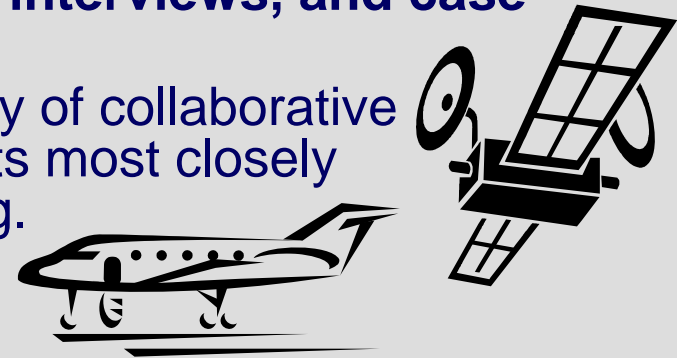 interviews, and case
y of collaborative
ts most closely
g.